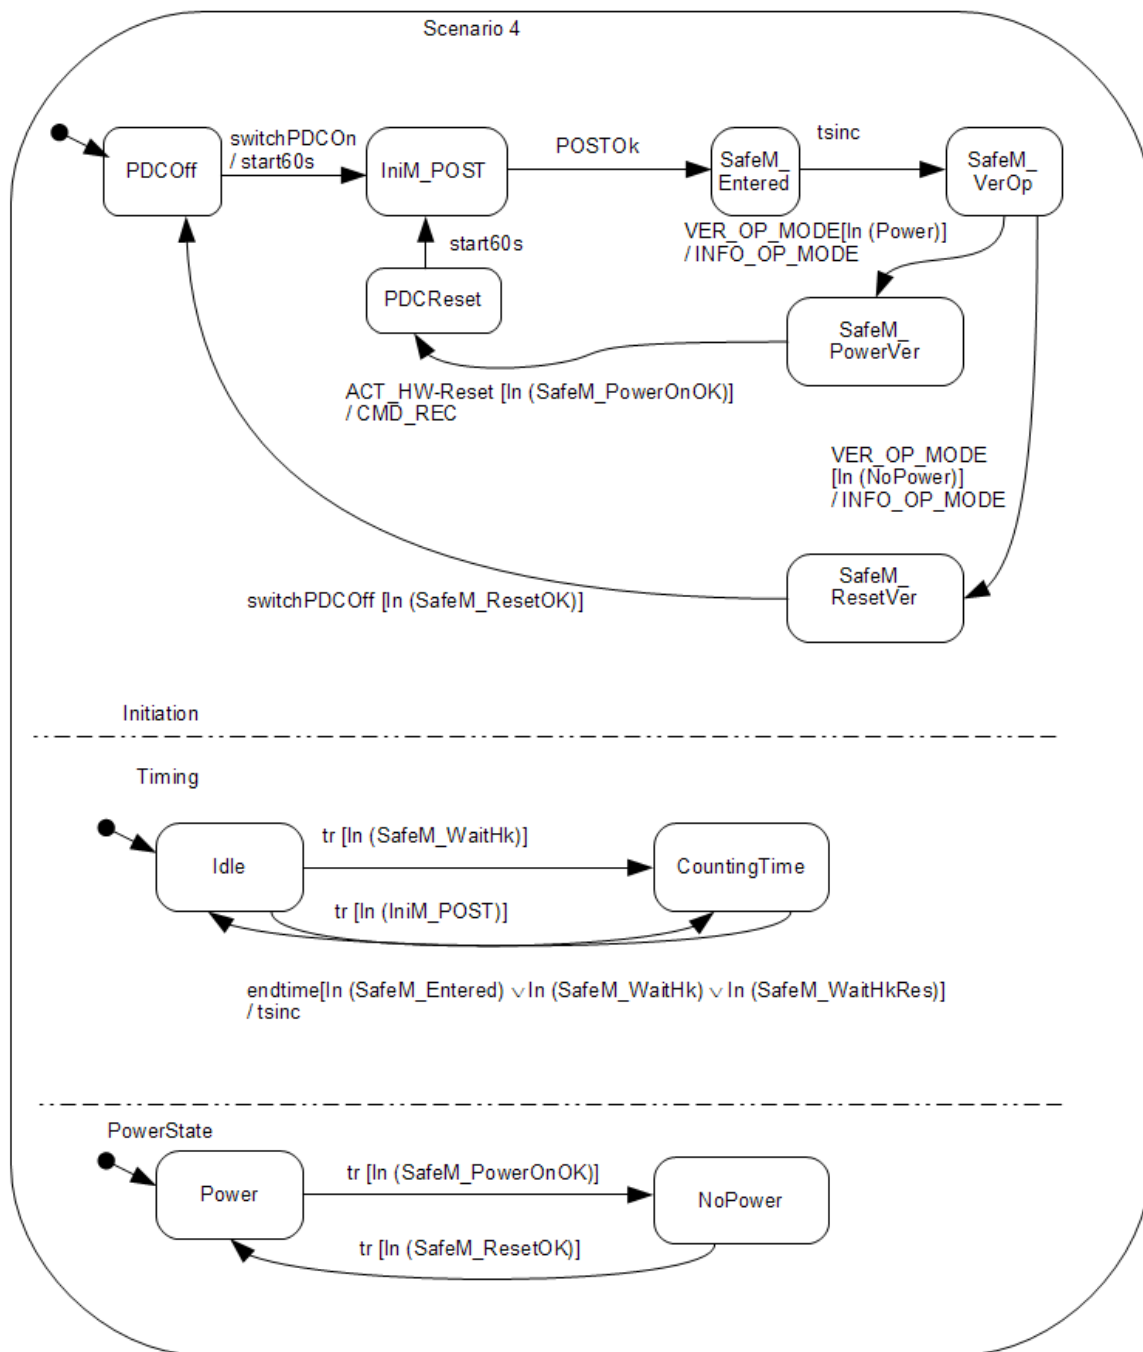 Scenario 4
PDCOff
switchPDCOn
/ start60s
IniM_POST
POSTOk
SafeM_
Entered
tsinc
SafeM_
VerOp
start60s
PDCReset
VER_OP_MODE[In (Power)]
/ INFO_OP_MODE
SafeM_
PowerVer
ACT_HW-Reset [In (SafeM_PowerOnOK)]
/ CMD_REC
VER_OP_MODE
[In (NoPower)]
/ INFO_OP_MODE
SafeM_
ResetVer
switchPDCOff [In (SafeM_ResetOK)]
Initiation
Timing
Idle
tr [In (SafeM_WaitHk)]
CountingTime
tr [In (IniM_POST)]
endtime[In (SafeM_Entered) ∨ In (SafeM_WaitHk) ∨ In (SafeM_WaitHkRes)]
/ tsinc
PowerState
Power
tr [In (SafeM_PowerOnOK)]
NoPower
tr [In (SafeM_ResetOK)]